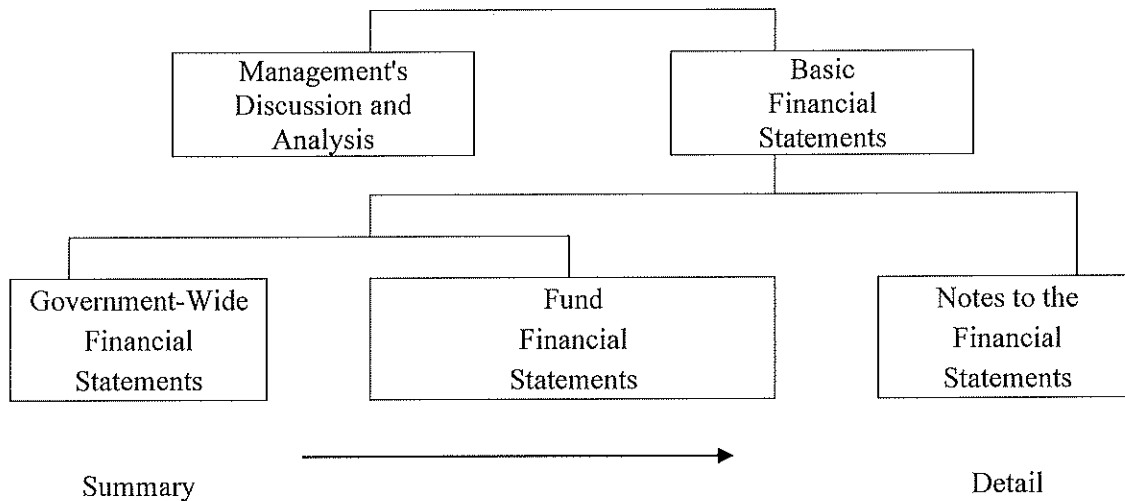 Management's
Discussion and
Analysis
Basic
Financial
Statements
Government-Wide
Financial
Statements
Fund
Financial
Statements
Notes to the
Financial
Statements
Summary
Detail